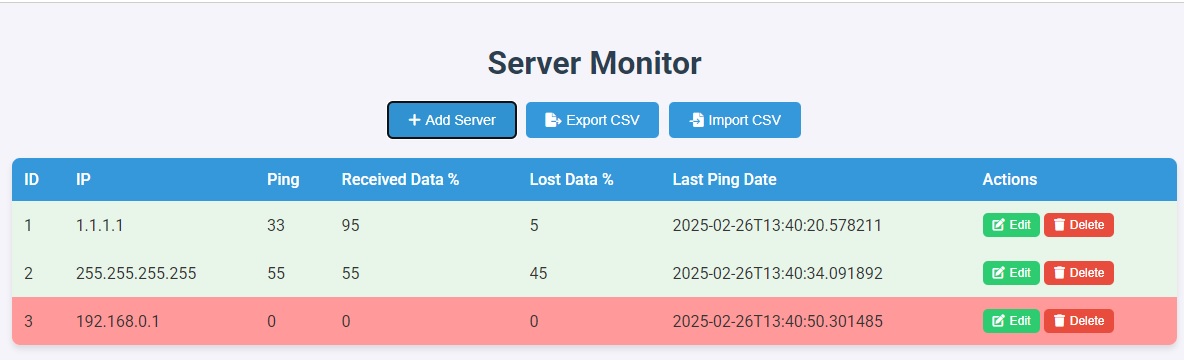 Server Monitor
Add Server Export CSV Import CSV
ID IP Ping Received Data % Lost Data % Last Ping Date Actions
1 1.1.1.1 33 95 5 2025-02-26T13:40:20.578211 Edit Delete
2 255.255.255.255 55 55 45 2025-02-26T13:40:34.091892 Edit Delete
3 192.168.0.1 0 0 0 2025-02-26T13:40:50.301485 Edit Delete